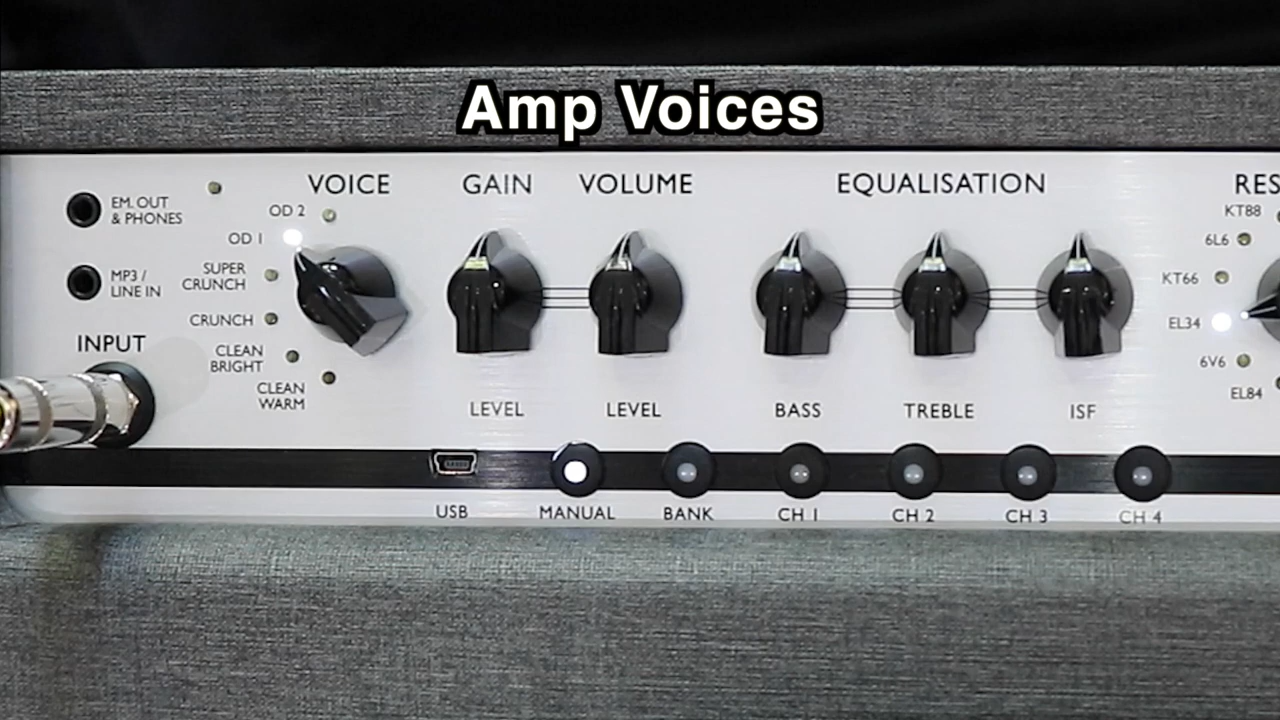 Amp Voices
EM. OUT
& PHONES
MP3 /
LINE IN
INPUT
VOICE
OD 2
OD 1
SUPER
CRUNCH
CRUNCH
CLEAN
BRIGHT
CLEAN
WARM
GAIN
LEVEL
VOLUME
LEVEL
EQUALISATION
BASS
TREBLE
ISF
RES
KT88
6L6
KT66
EL34
6V6
EL84
USB
MANUAL
BANK
CH 1
CH 2
CH 3
CH 4